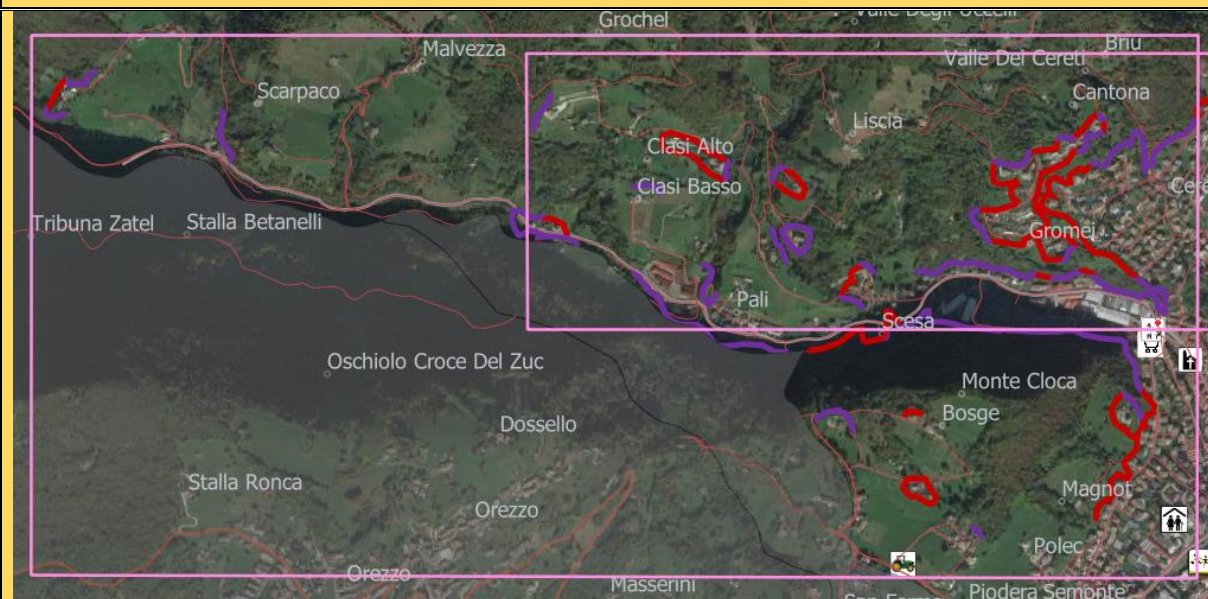 Grochel
Valle Degli Uccelli
Malvezza
Briu
Valle Dei Cereti
Scarpaco
Cantona
Liscia
Clasi Alto
Clasi Basso
Cere
Tribuna Zatel
Stalla Betanelli
Gromei
Pali
Scesa
Oschiolo Croce Del Zuc
Monte Cloca
Bosge
Dossello
Stalla Ronca
Magnot
Orezzo
Polec
Orezzo
Masserini
Piodera Semonte